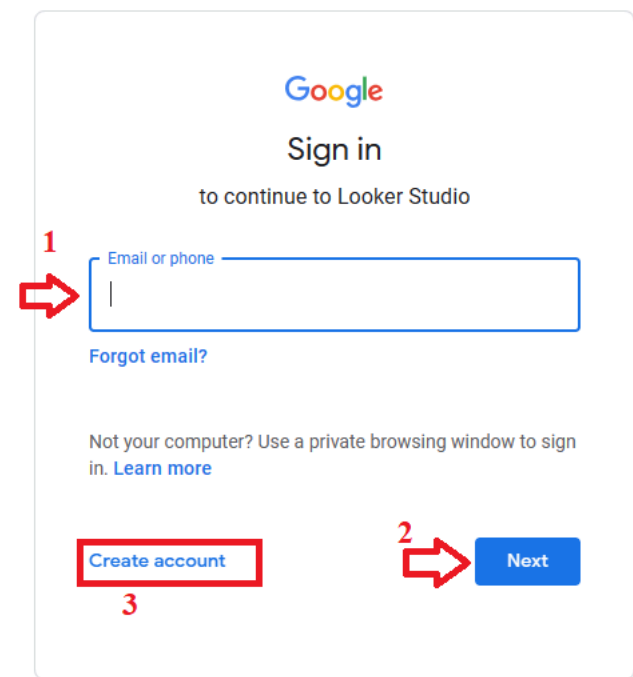 Google
Sign in
to continue to Looker Studio
1
Email or phone
Forgot email?
Not your computer? Use a private browsing window to sign
in. Learn more
2
Create account
Next
3